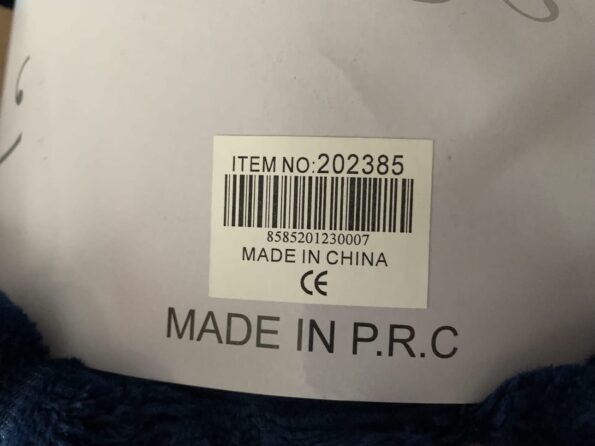 ITEM NO:202385
8585201230007
MADE IN CHINA
CE
MADE IN P.R.C